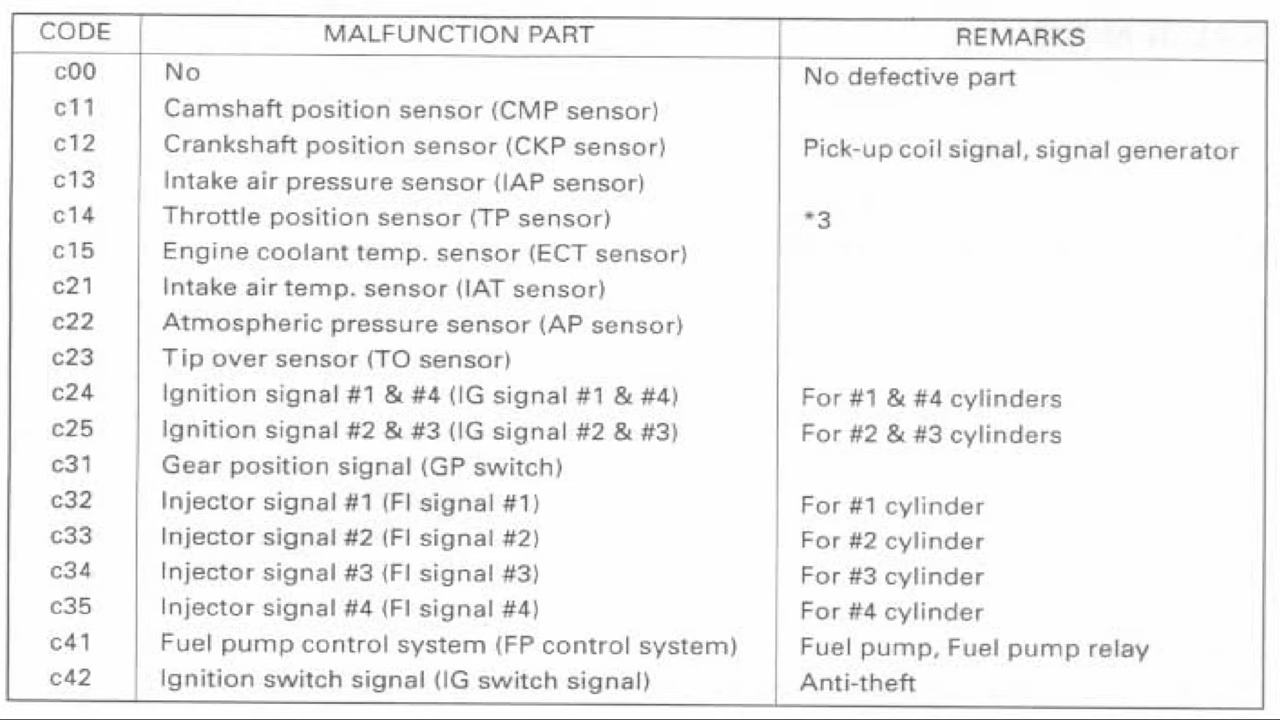 CODE MALFUNCTION PART REMARKS
c00 No No defective part
c11 Camshaft position sensor (CMP sensor)
c12 Crankshaft position sensor (CKP sensor) Pick-up coil signal, signal generator
c13 Intake air pressure sensor (IAP sensor)
c14 Throttle position sensor (TP sensor) *3
c15 Engine coolant temp. sensor (ECT sensor)
c21 Intake air temp. sensor (IAT sensor)
c22 Atmospheric pressure sensor (AP sensor)
c23 Tip over sensor (TO sensor)
c24 Ignition signal #1 & #4 (IG signal #1 & #4) For #1 & #4 cylinders
c25 Ignition signal #2 & #3 (IG signal #2 & #3) For #2 & #3 cylinders
c31 Gear position signal (GP switch)
c32 Injector signal #1 (FI signal #1) For #1 cylinder
c33 Injector signal #2 (FI signal #2) For #2 cylinder
c34 Injector signal #3 (FI signal #3) For #3 cylinder
c35 Injector signal #4 (FI signal #4) For #4 cylinder
c41 Fuel pump control system (FP control system) Fuel pump, Fuel pump relay
c42 Ignition switch signal (IG switch signal) Anti-theft